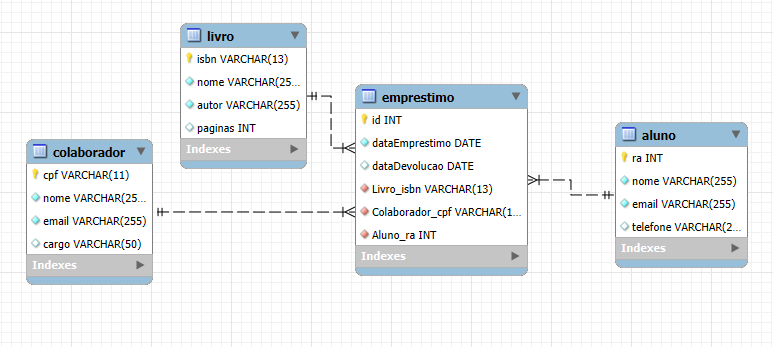 livro
isbn VARCHAR(13)
nome VARCHAR(25...
autor VARCHAR(255)
paginas INT
Indexes
colaborador
cpf VARCHAR(11)
nome VARCHAR(25...
email VARCHAR(255)
cargo VARCHAR(50)
Indexes
emprestimo
id INT
dataEmprestimo DATE
dataDevolucao DATE
Livro_isbn VARCHAR(13)
Colaborador_cpf VARCHAR(1...
Aluno_ra INT
Indexes
aluno
ra INT
nome VARCHAR(255)
email VARCHAR(255)
telefone VARCHAR(2...
Indexes